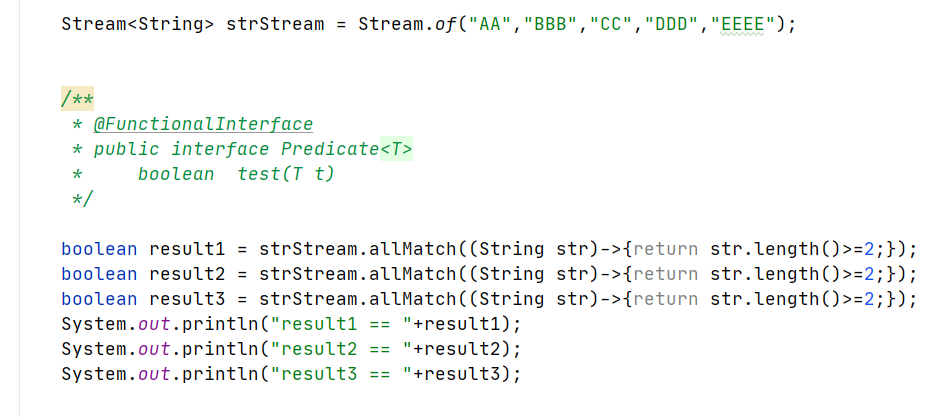 Stream<String> strStream = Stream.of("AA","BBB","CC","DDD","EEEE");
/**
 * @FunctionalInterface
 * public interface Predicate<T>
 *     boolean  test(T t)
 */
boolean result1 = strStream.allMatch((String str)->{return str.length()>=2;});
boolean result2 = strStream.allMatch((String str)->{return str.length()>=2;});
boolean result3 = strStream.allMatch((String str)->{return str.length()>=2;});
System.out.println("result1 == "+result1);
System.out.println("result2 == "+result2);
System.out.println("result3 == "+result3);